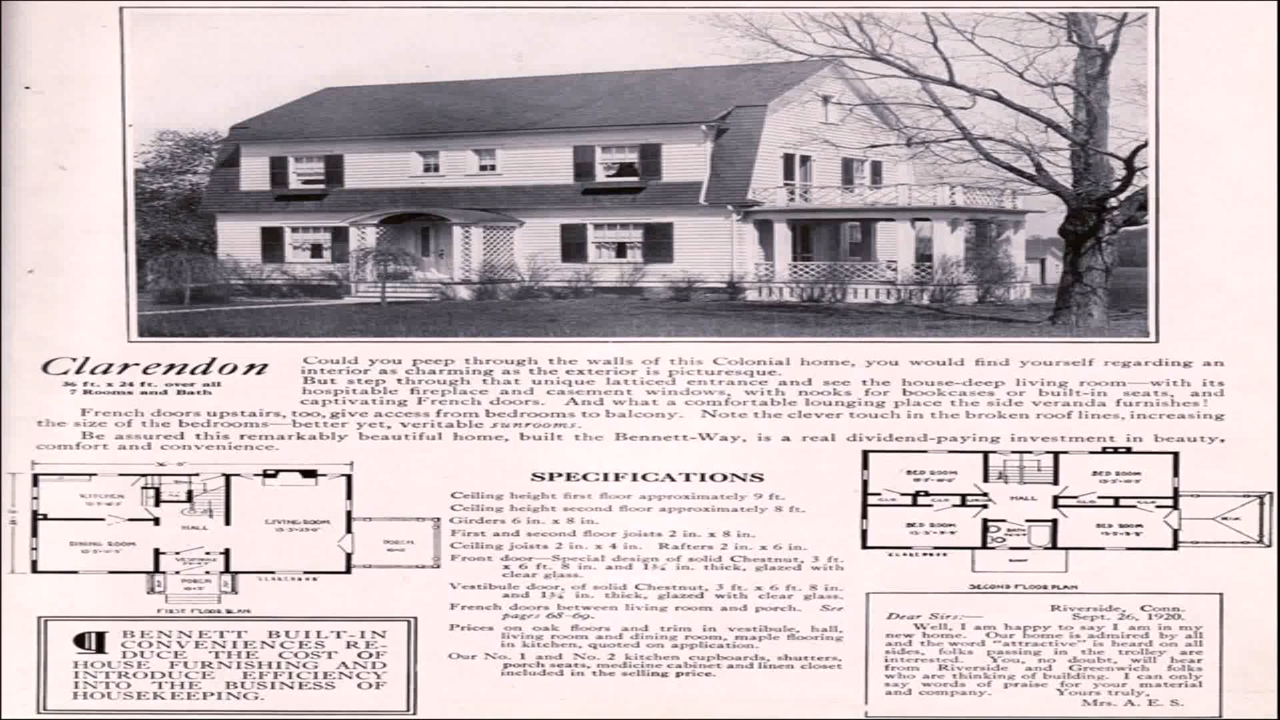 Clarendon
36 ft. x 24 ft. over all
7 Rooms and Bath
Could you peep through the walls of this Colonial home, you would find yourself regarding an
interior as charming as the exterior is picturesque.
But step through that unique latticed entrance and see the house-deep living room—with its
hospitable fireplace and casement windows, with nooks for bookcases or built-in seats, and
captivating French doors. And what a comfortable lounging place the side veranda furnishes!
French doors upstairs, too, give access from bedrooms to balcony. Note the clever touch in the broken roof lines, increasing
the size of the bedrooms—better yet, veritable sunrooms.
Be assured this remarkably beautiful home, built the Bennett-Way, is a real dividend-paying investment in beauty,
comfort and convenience.
KITCHEN
HALL
LIVING ROOM
DINING ROOM
VESTIBULE
PORCH
PORCH
CLARENDON
FIRST FLOOR PLAN
¶ BENNETT BUILT-IN
CONVENIENCES RE-
DUCE THE COST OF
HOUSE FURNISHING AND
INTRODUCE EFFICIENCY
INTO THE BUSINESS OF
HOUSEKEEPING.
SPECIFICATIONS
Ceiling height first floor approximately 9 ft.
Ceiling height second floor approximately 8 ft.
Girders 6 in. x 8 in.
First and second floor joists 2 in. x 8 in.
Ceiling joists 2 in. x 4 in. Rafters 2 in. x 6 in.
Front door—Special design of solid Chestnut, 3 ft.
x 6 ft. 8 in. and 1¾ in. thick, glazed with
clear glass.
Vestibule door, of solid Chestnut, 3 ft. x 6 ft. 8 in.
and 1¾ in. thick, glazed with clear glass.
French doors between living room and porch. See
pages 68-69.
Prices on oak floors and trim in vestibule, hall,
living room and dining room, maple flooring
in kitchen, quoted on application.
Our No. 1 and No. 2 kitchen cupboards, shutters,
porch seats, medicine cabinet and linen closet
included in the selling price.
BED ROOM
BED ROOM
HALL
BED ROOM
BATH
BED ROOM
CLARENDON
SECOND FLOOR PLAN
Riverside, Conn.
Dear Sirs:— Sept. 26, 1920.
Well, I am happy to say I am in my
new home. Our home is admired by all
and the word "attractive" is heard on all
sides, folks passing in the trolley are
interested. You, no doubt, will hear
from Riverside and Greenwich folks
who are thinking of building. I can only
say words of praise for your material
and company. Yours truly,
Mrs. A. E. S.